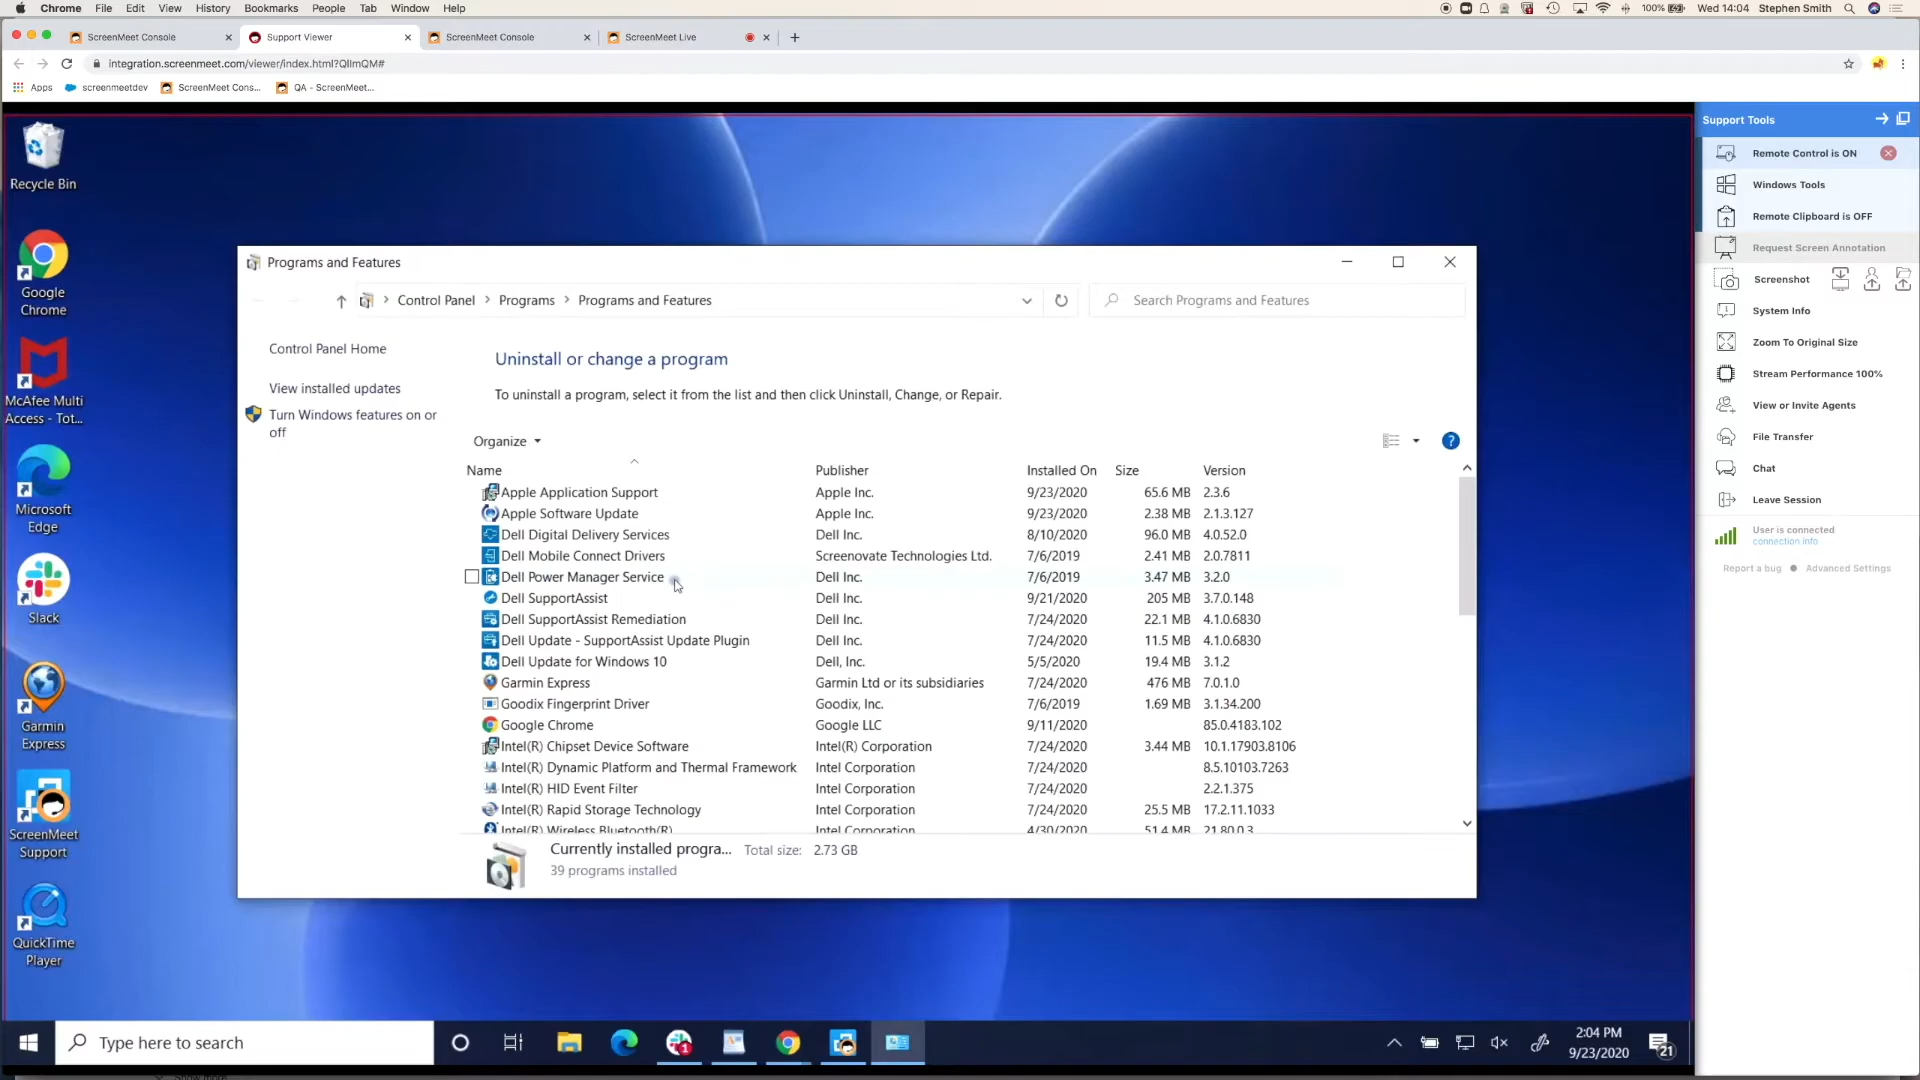 Chrome File Edit View History Bookmarks People Tab Window Help 100% Wed 14:04 Stephen Smith
ScreenMeet Console Support Viewer ScreenMeet Console ScreenMeet Live
integration.screenmeet.com/viewer/index.html?QIlmQM#
Apps screenmeetdev ScreenMeet Cons... QA - ScreenMeet...
Recycle Bin
Google
Chrome
McAfee Multi
Access - Tot...
Microsoft
Edge
Slack
Garmin
Express
ScreenMeet
Support
QuickTime
Player
Programs and Features
Control Panel Programs Programs and Features
Search Programs and Features
Control Panel Home
View installed updates
Turn Windows features on or
off
Uninstall or change a program
To uninstall a program, select it from the list and then click Uninstall, Change, or Repair.
Organize
?
Name Publisher Installed On Size Version
Apple Application Support Apple Inc. 9/23/2020 65.6 MB 2.3.6
Apple Software Update Apple Inc. 9/23/2020 2.38 MB 2.1.3.127
Dell Digital Delivery Services Dell Inc. 8/10/2020 96.0 MB 4.0.52.0
Dell Mobile Connect Drivers Screenovate Technologies Ltd. 7/6/2019 2.41 MB 2.0.7811
Dell Power Manager Service Dell Inc. 7/6/2019 3.47 MB 3.2.0
Dell SupportAssist Dell Inc. 9/21/2020 205 MB 3.7.0.148
Dell SupportAssist Remediation Dell Inc. 7/24/2020 22.1 MB 4.1.0.6830
Dell Update - SupportAssist Update Plugin Dell Inc. 7/24/2020 11.5 MB 4.1.0.6830
Dell Update for Windows 10 Dell, Inc. 5/5/2020 19.4 MB 3.1.2
Garmin Express Garmin Ltd or its subsidiaries 7/24/2020 476 MB 7.0.1.0
Goodix Fingerprint Driver Goodix, Inc. 7/6/2019 1.69 MB 3.1.34.200
Google Chrome Google LLC 9/11/2020 85.0.4183.102
Intel(R) Chipset Device Software Intel(R) Corporation 7/24/2020 3.44 MB 10.1.17903.8106
Intel(R) Dynamic Platform and Thermal Framework Intel Corporation 7/24/2020 8.5.10103.7263
Intel(R) HID Event Filter Intel Corporation 7/24/2020 2.2.1.375
Intel(R) Rapid Storage Technology Intel Corporation 7/24/2020 25.5 MB 17.2.11.1033
Intel(R) Wireless Bluetooth(R) Intel Corporation 4/30/2020 51.4 MB 21.80.0.3
Currently installed progra... Total size: 2.73 GB
39 programs installed
Support Tools
Remote Control is ON
Windows Tools
Remote Clipboard is OFF
Request Screen Annotation
Screenshot
System Info
Zoom To Original Size
Stream Performance 100%
View or Invite Agents
File Transfer
Chat
Leave Session
User is connected
connection info
Report a bug Advanced Settings
Type here to search
1
2:04 PM
9/23/2020
21
Show more